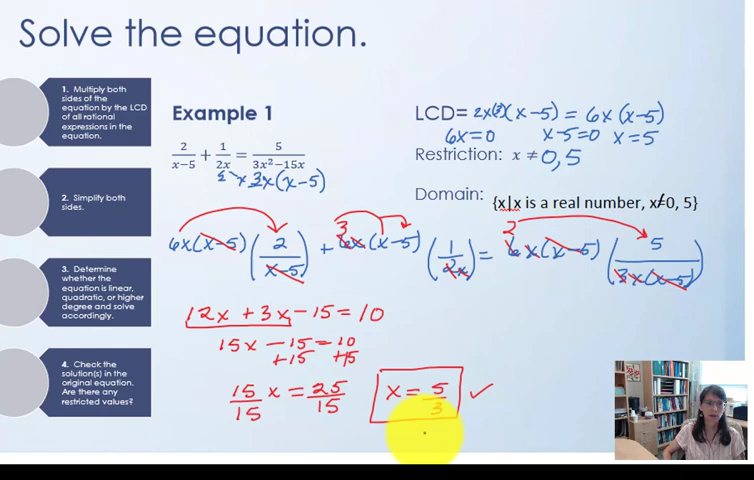 Solve the equation.
1. Multiply both
sides of the
equation by the LCD
of all rational
expressions in the
equation.
2. Simplify both
sides.
3. Determine
whether the
equation is linear,
quadratic, or higher
degree and solve
accordingly.
4. Check the
solution(s) in the
original equation.
Are there any
restricted values?
Example 1
2/(x−5) + 1/(2x) = 5/(3x²−15x)
2·x 3x(x−5)
LCD= 2x(3)(x−5) = 6x(x−5)
6x=0 x−5=0 x=5
Restriction: x ≠ 0, 5
Domain: {x|x is a real number, x≠0, 5}
3 2
6x(x−5)(2/(x−5)) + 6x(x−5)(1/(2x)) = 6x(x−5)(5/(3x(x−5)))
12x + 3x −15 = 10
15x −15 = 10
+15 +15
15/15 x = 25/15
x = 5/3 ✓